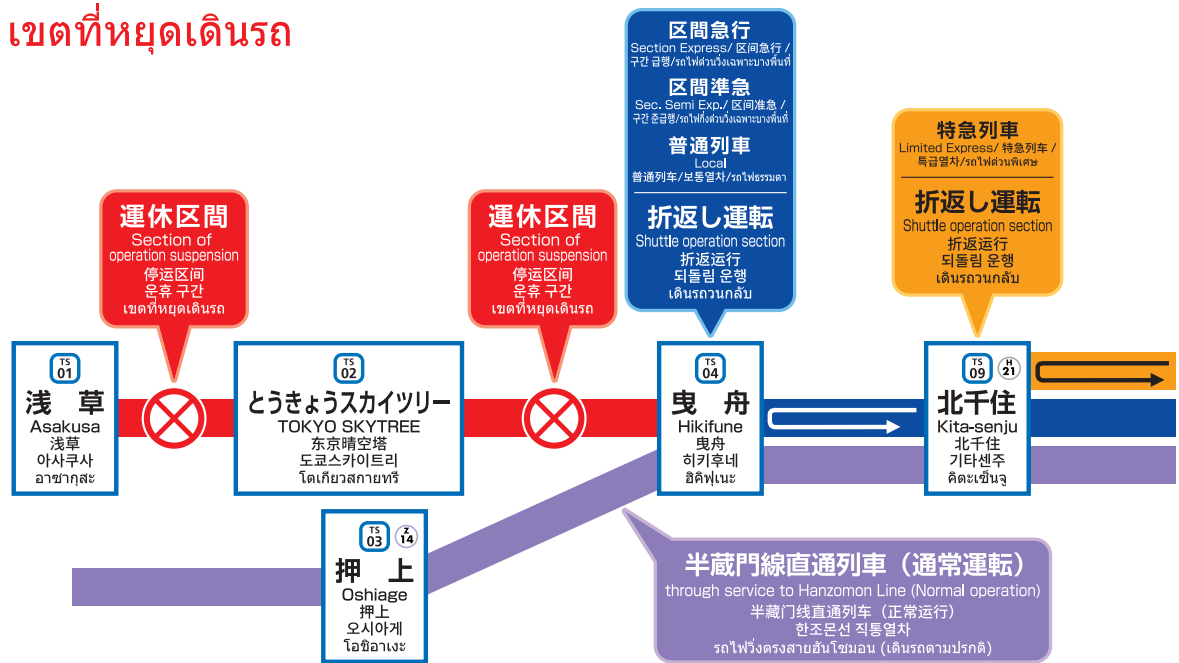 เขตที่หยุดเดินรถ
運休区間
Section of
operation suspension
停运区间
운휴 구간
เขตที่หยุดเดินรถ
運休区間
Section of
operation suspension
停运区间
운휴 구간
เขตที่หยุดเดินรถ
区間急行
Section Express/ 区间急行 /
구간 급행/รถไฟด่วนวิ่งเฉพาะบางพื้นที่
区間準急
Sec. Semi Exp./ 区间准急 /
구간 준급행/รถไฟกึ่งด่วนวิ่งเฉพาะบางพื้นที่
普通列車
Local
普通列车/보통열차/รถไฟธรรมดา
折返し運転
Shuttle operation section
折返运行
되돌림 운행
เดินรถวนกลับ
特急列車
Limited Express/ 特急列车 /
특급열차/รถไฟด่วนพิเศษ
折返し運転
Shuttle operation section
折返运行
되돌림 운행
เดินรถวนกลับ
TS
01
浅 草
Asakusa
浅草
아사쿠사
อาซากุสะ
TS
02
とうきょうスカイツリー
TOKYO SKYTREE
东京晴空塔
도쿄스카이트리
โตเกียวสกายทรี
TS
04
曳 舟
Hikifune
曳舟
히키후네
ฮิคิฟุเนะ
TS
09
H
21
北千住
Kita-senju
北千住
기타센주
คิตะเซ็นจู
TS
03
Z
14
押 上
Oshiage
押上
오시아게
โอชิอาเงะ
半蔵門線直通列車（通常運転）
through service to Hanzomon Line (Normal operation)
半藏门线直通列车（正常运行）
한조몬선 직통열차
รถไฟวิ่งตรงสายฮันโซมอน (เดินรถตามปรกติ)